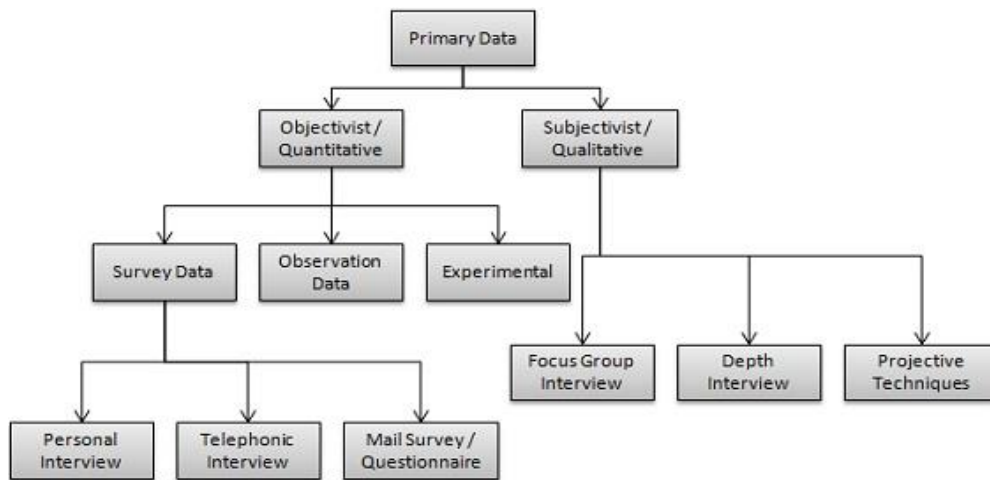 Primary Data
Objectivist /
Quantitative
Subjectivist /
Qualitative
Survey Data
Observation
Data
Experimental
Focus Group
Interview
Depth
Interview
Projective
Techniques
Personal
Interview
Telephonic
Interview
Mail Survey /
Questionnaire